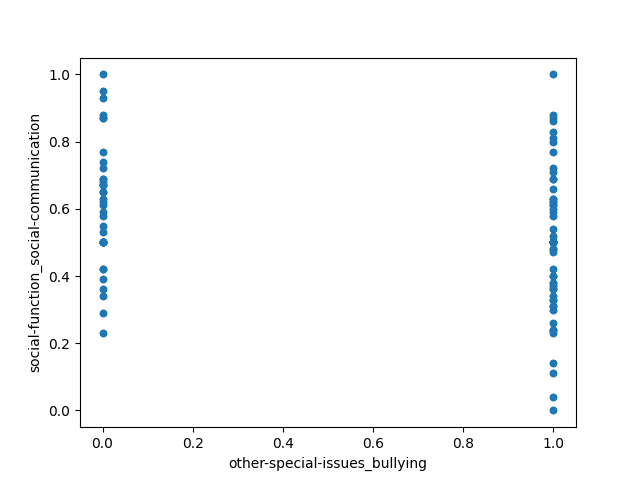 1.0
0.8
0.6
0.4
0.2
0.0
social-function_social-communication
0.0 0.2 0.4 0.6 0.8 1.0
other-special-issues_bullying